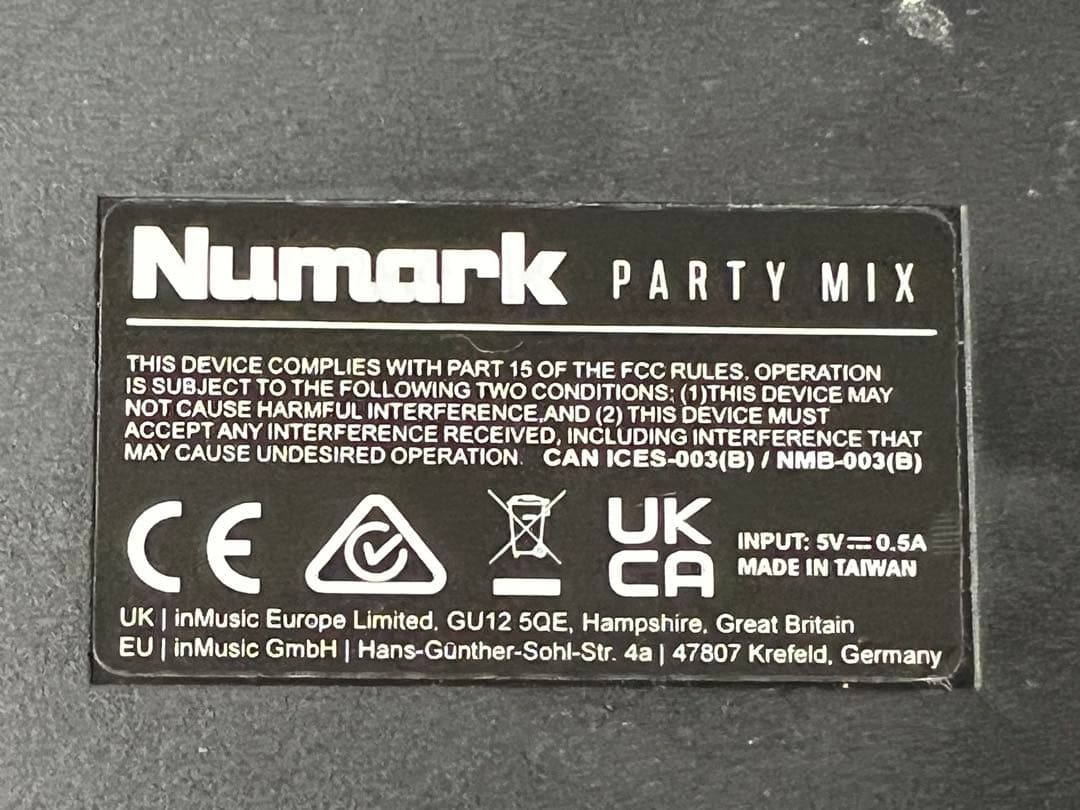 Numark PARTY MIX
THIS DEVICE COMPLIES WITH PART 15 OF THE FCC RULES. OPERATION
IS SUBJECT TO THE FOLLOWING TWO CONDITIONS: (1)THIS DEVICE MAY
NOT CAUSE HARMFUL INTERFERENCE,AND (2) THIS DEVICE MUST
ACCEPT ANY INTERFERENCE RECEIVED, INCLUDING INTERFERENCE THAT
MAY CAUSE UNDESIRED OPERATION. CAN ICES-003(B) / NMB-003(B)
CE UK
CA
INPUT: 5V⎓0.5A
MADE IN TAIWAN
UK | inMusic Europe Limited. GU12 5QE, Hampshire. Great Britain
EU | inMusic GmbH | Hans-Günther-Sohl-Str. 4a | 47807 Krefeld, Germany